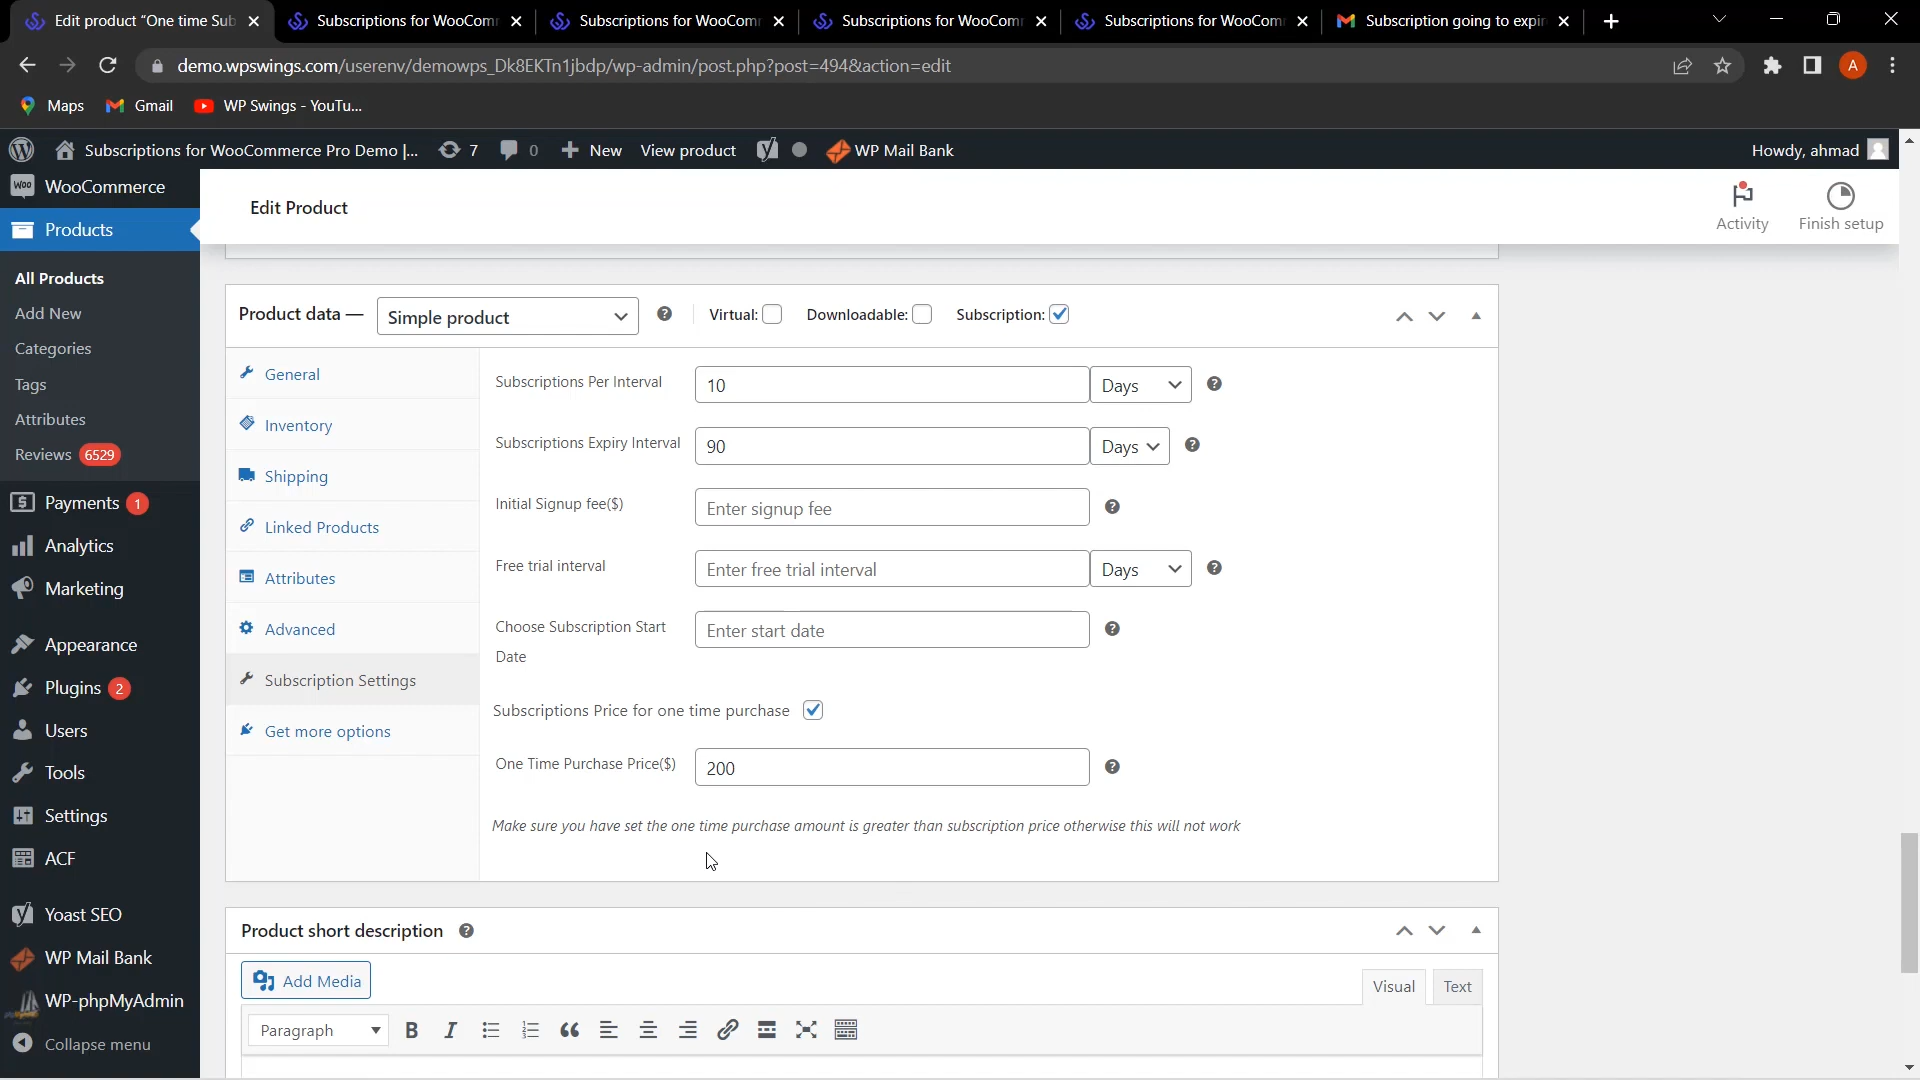 Edit product “One time Sub
Subscriptions for WooCom
Subscriptions for WooCom
Subscriptions for WooCom
Subscriptions for WooCom
Subscription going to expir
demo.wpswings.com/userenv/demowps_Dk8EKTn1jbdp/wp-admin/post.php?post=494&action=edit
A
Maps
Gmail
WP Swings - YouTu...
Subscriptions for WooCommerce Pro Demo |...
7
0
New
View product
WP Mail Bank
Howdy, ahmad
WooCommerce
Products
All Products
Add New
Categories
Tags
Attributes
Reviews 6529
Payments 1
Analytics
Marketing
Appearance
Plugins 2
Users
Tools
Settings
ACF
Yoast SEO
WP Mail Bank
WP-phpMyAdmin
Collapse menu
Edit Product
Activity
Finish setup
Product data —
Simple product
Virtual:
Downloadable:
Subscription:
General
Inventory
Shipping
Linked Products
Attributes
Advanced
Subscription Settings
Get more options
Subscriptions Per Interval
10
Days
Subscriptions Expiry Interval
90
Days
Initial Signup fee($)
Enter signup fee
Free trial interval
Enter free trial interval
Days
Choose Subscription Start
Date
Enter start date
Subscriptions Price for one time purchase
One Time Purchase Price($)
200
Make sure you have set the one time purchase amount is greater than subscription price otherwise this will not work
Product short description
Add Media
Visual
Text
Paragraph
B
I